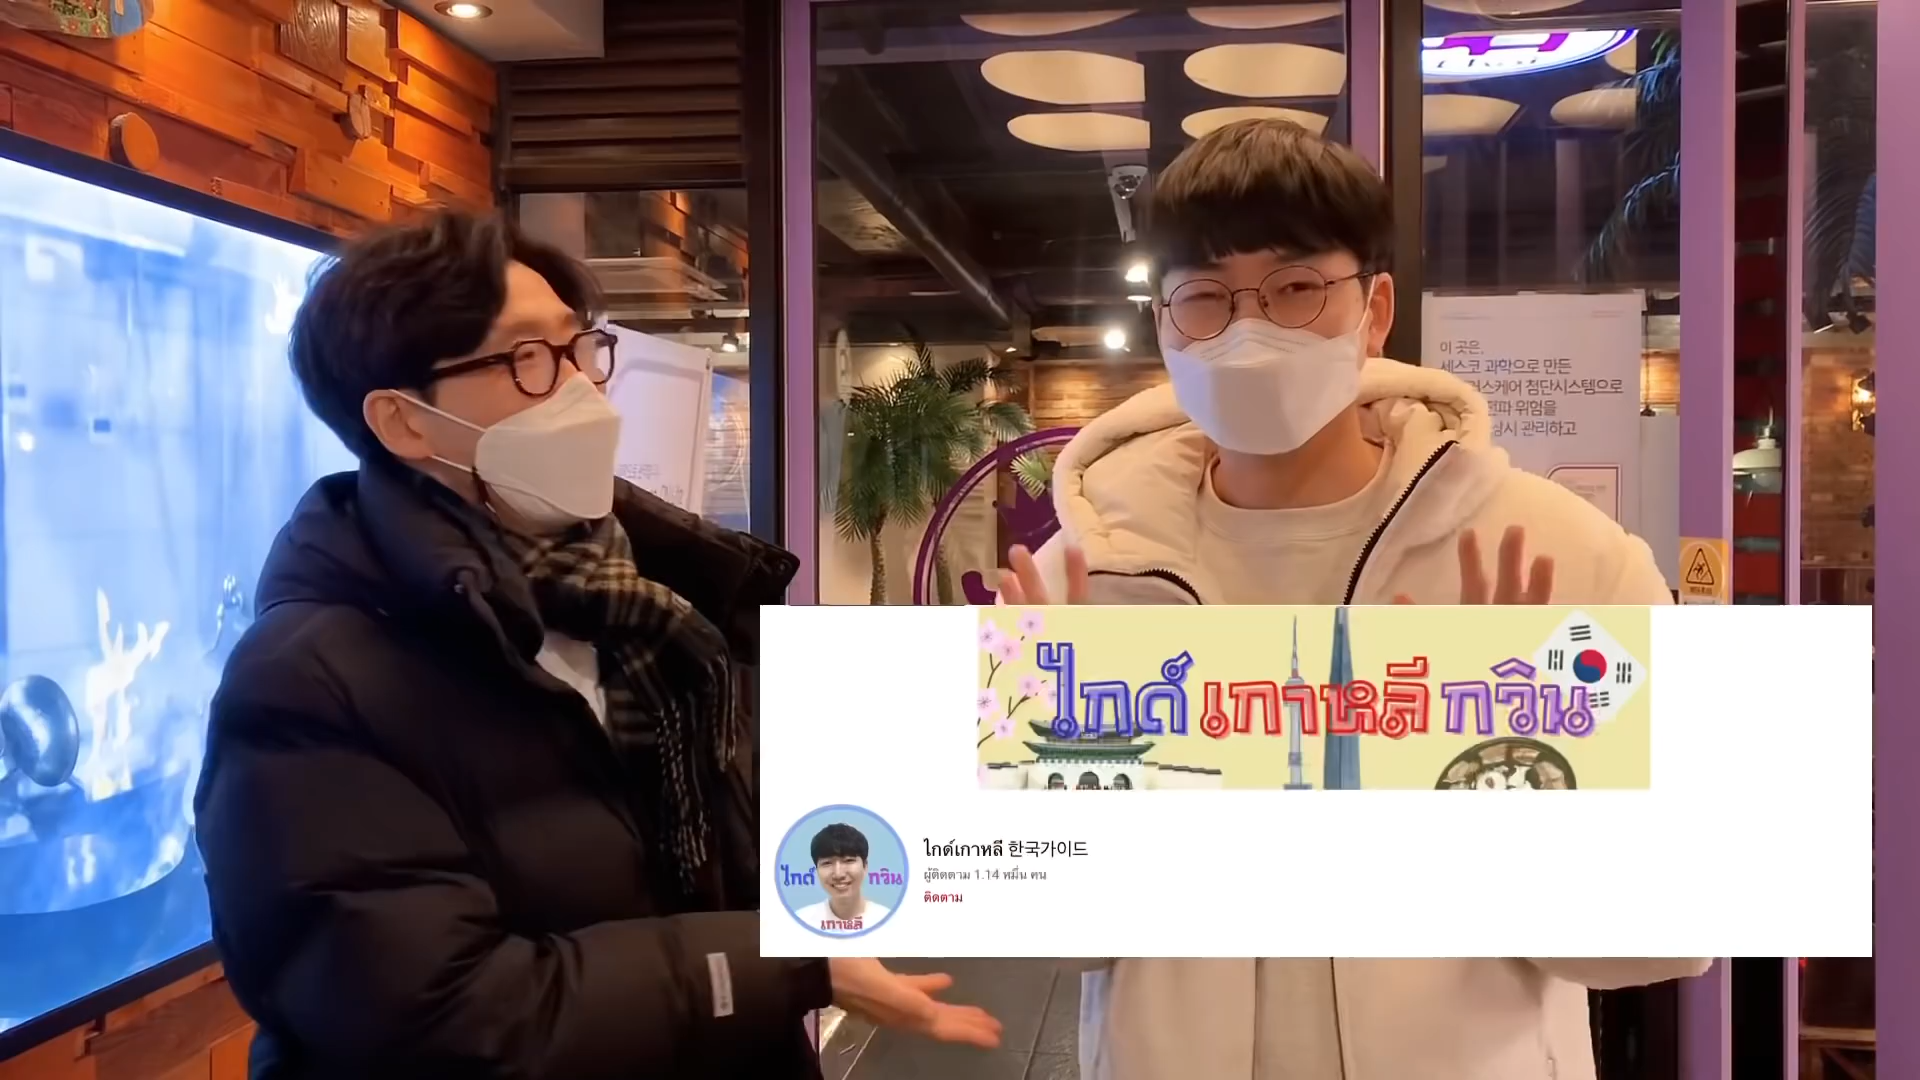 이 곳은,
세스코 과학으로 만든
스케어 첨단시스템으로
전파 위험을
상시 관리하고
ไกด์ เกาหลี กวิน
ไกด์ กวิน
เกาหลี
ไกด์เกาหลี 한국가이드
ผู้ติดตาม 1.14 หมื่น คน
ติดตาม